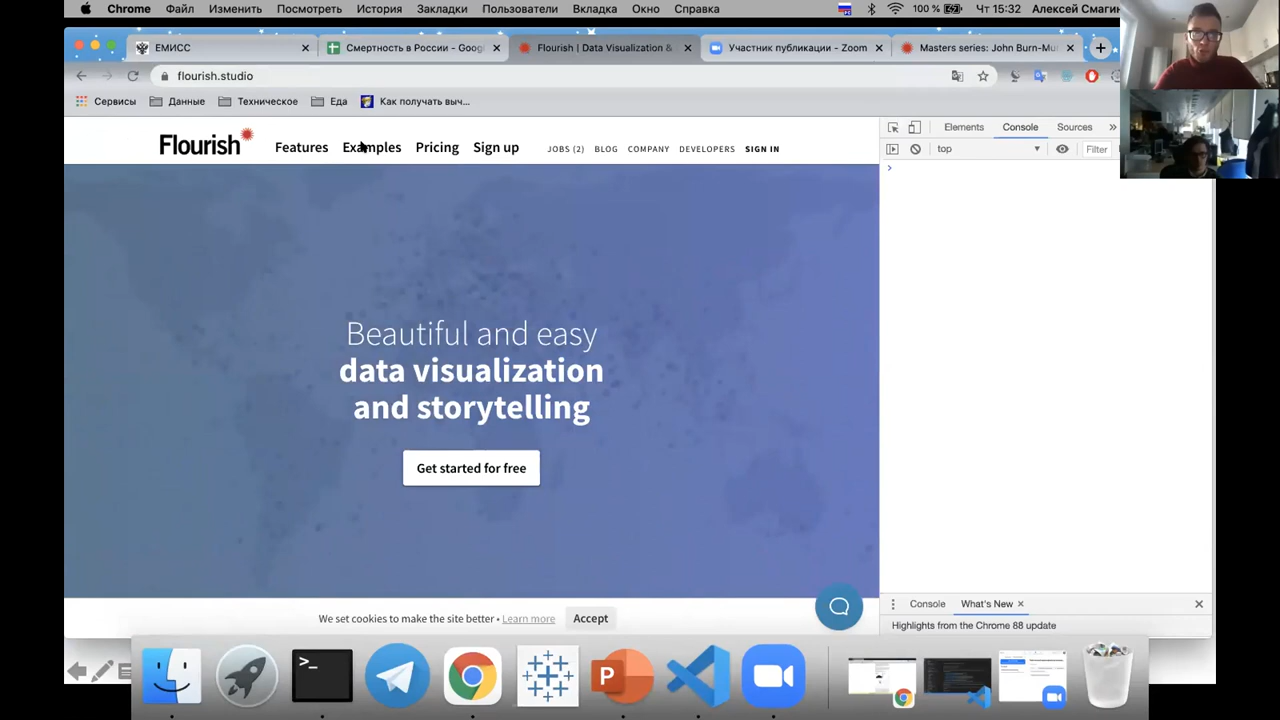 Chrome Файл Изменить Посмотреть История Закладки Пользователи Вкладка Окно Справка 100 % Чт 15:32 Алексей Смагин
ЕМИСС
Смертность в России - Goog
Flourish | Data Visualization &
Участник публикации - Zoom
Masters series: John Burn-Mu
flourish.studio
Сервисы Данные Техническое Еда Как получать выч...
Flourish Features Examples Pricing Sign up JOBS (2) BLOG COMPANY DEVELOPERS SIGN IN
Elements Console Sources »
top Filter
Beautiful and easy
data visualization
and storytelling
Get started for free
We set cookies to make the site better • Learn more Accept
Console What's New
Highlights from the Chrome 88 update
>_
P